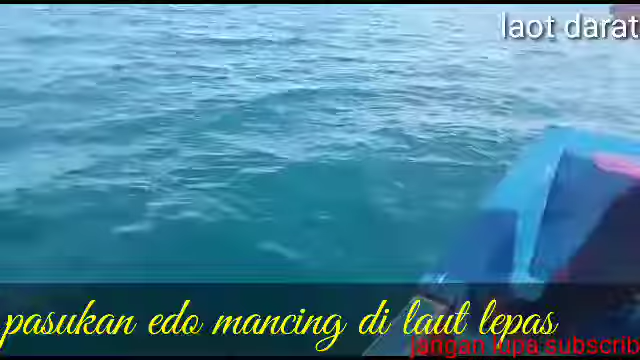 laot darat
pasukan edo mancing di laut lepas
jangan lupa subscrib